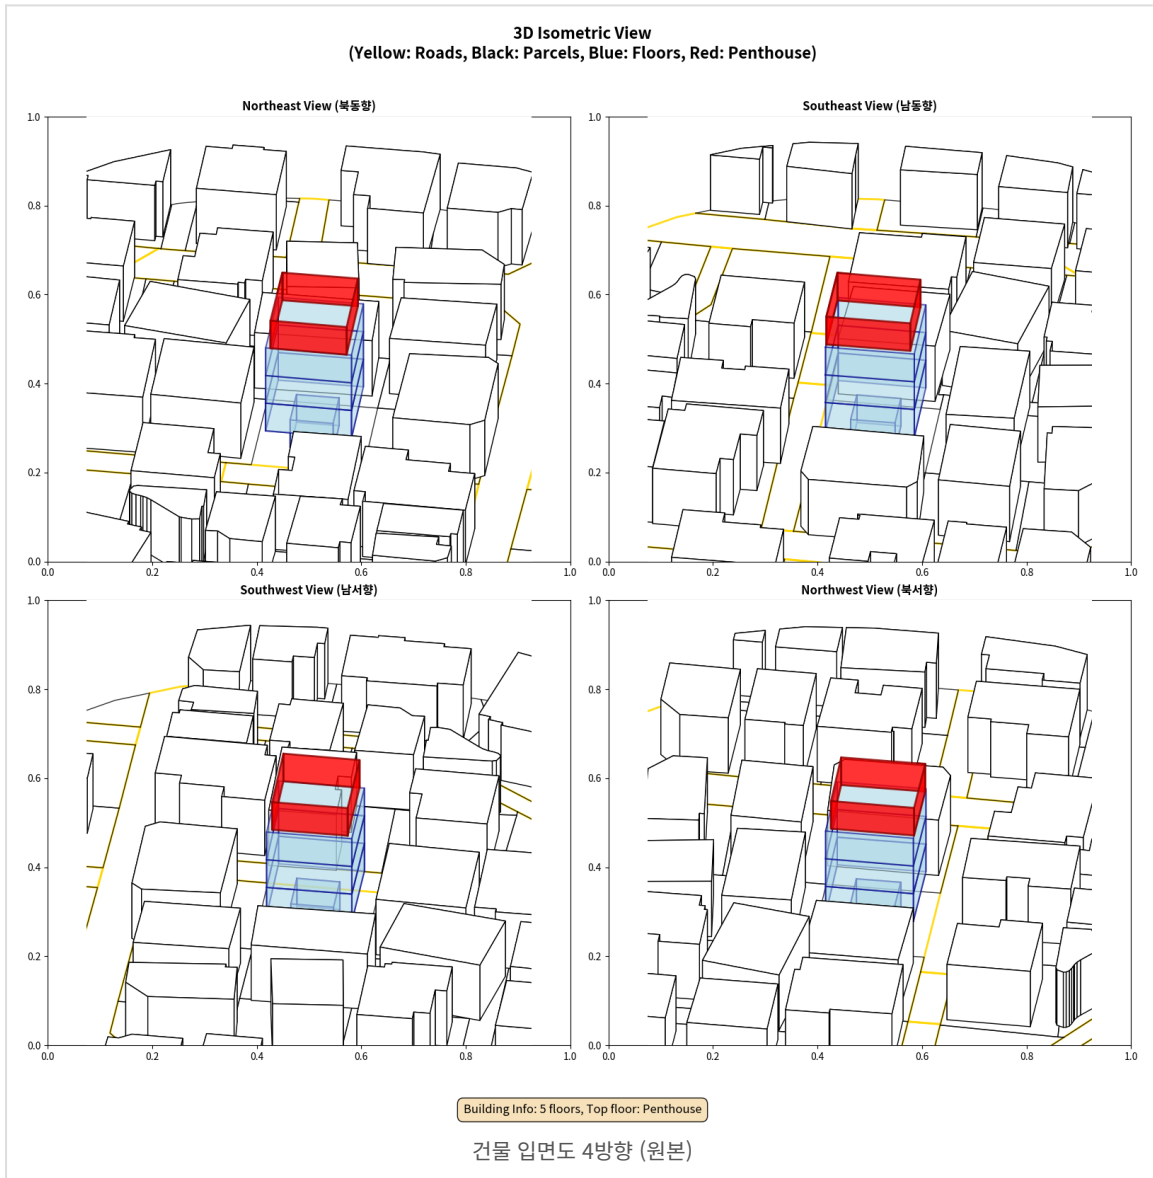 3D Isometric View
(Yellow: Roads, Black: Parcels, Blue: Floors, Red: Penthouse)
Northeast View (북동향)
1.0
0.8
0.6
0.4
0.2
0.0
0.0 0.2 0.4 0.6 0.8 1.0
Southeast View (남동향)
1.0
0.8
0.6
0.4
0.2
0.0
0.0 0.2 0.4 0.6 0.8 1.0
Southwest View (남서향)
1.0
0.8
0.6
0.4
0.2
0.0
0.0 0.2 0.4 0.6 0.8 1.0
Northwest View (북서향)
1.0
0.8
0.6
0.4
0.2
0.0
0.0 0.2 0.4 0.6 0.8 1.0
Building Info: 5 floors, Top floor: Penthouse
건물 입면도 4방향 (원본)